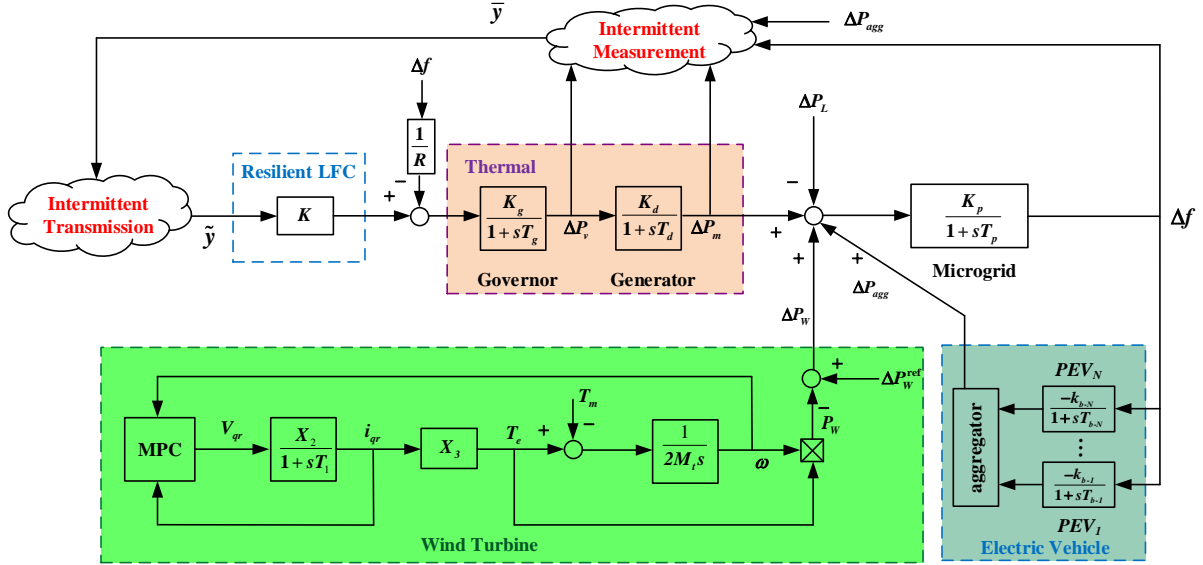 ȳ
Intermittent
Measurement
ΔP_agg
Δf
1
R
ΔP_L
Resilient LFC
Thermal
−
+
−
Intermittent
Transmission
ỹ
K
K_g
1 + sT_g
ΔP_v
K_d
1 + sT_d
ΔP_m
+
K_p
1 + sT_p
Δf
Governor
Generator
+
+
Microgrid
ΔP_agg
ΔP_W
+
ΔP_W^ref
−
P_W
MPC
V_qr
X_2
1 + sT_1
i_qr
X_3
T_e
+
T_m
−
1
2M_t s
ω
Wind Turbine
aggregator
PEV_N
−k_b-N
1 + sT_b-N
⋮
−k_b-1
1 + sT_b-1
PEV_1
Electric Vehicle